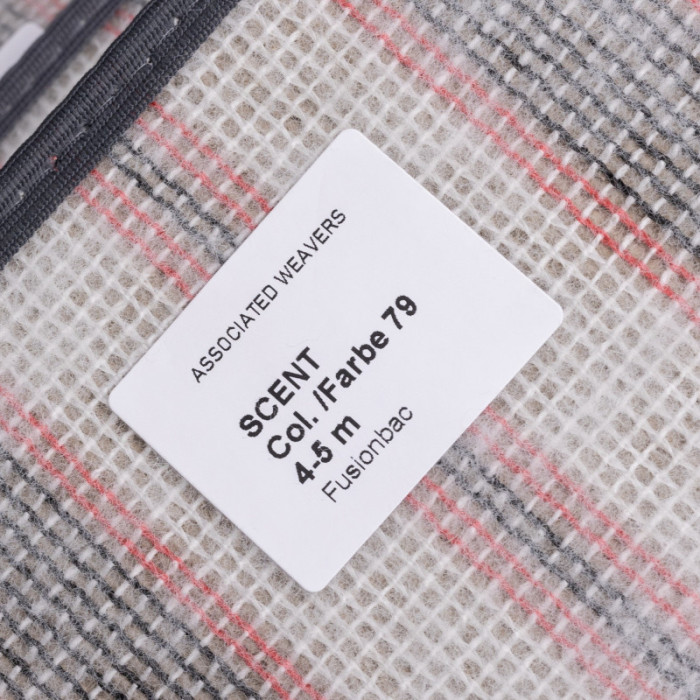 ASSOCIATED WEAVERS
SCENT
Col. /Farbe 79
4-5 m
Fusionbac